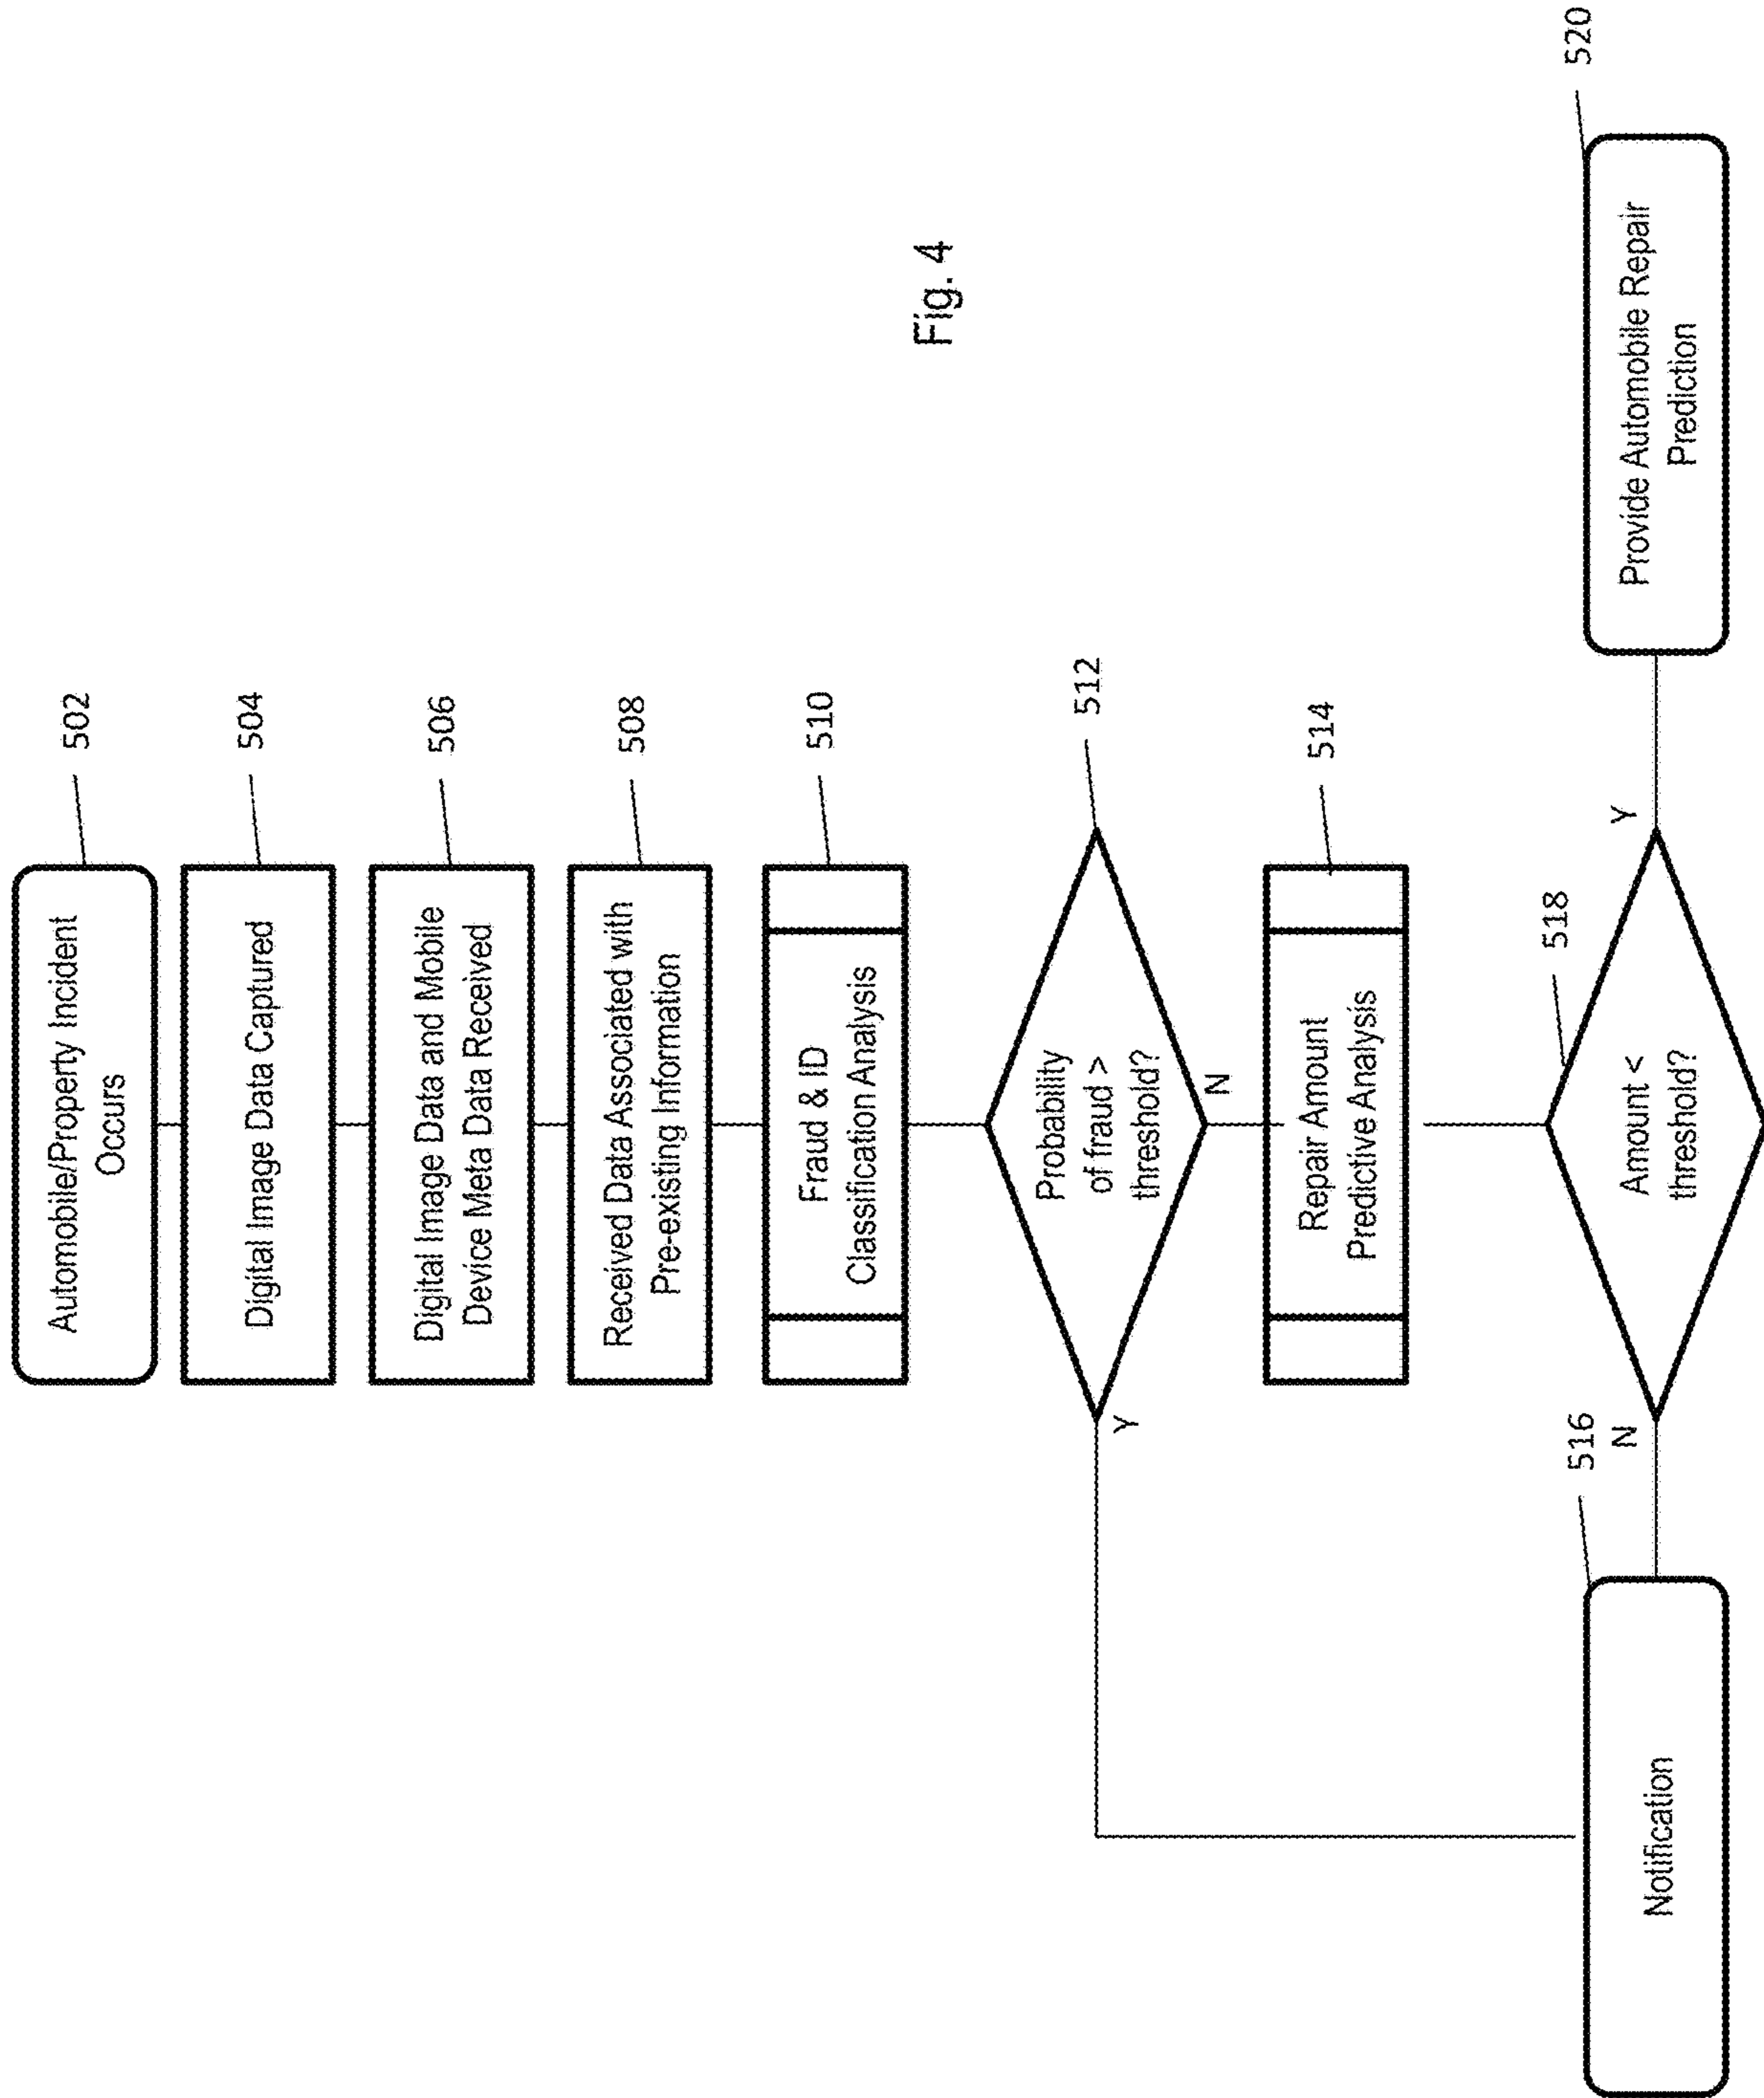 Automobile/Property Incident
Occurs
502
Digital Image Data Captured
504
Digital Image Data and Mobile
Device Meta Data Received
506
Received Data Associated with
Pre-existing Information
508
Fraud & ID
Classification Analysis
510
Probability
of fraud >
threshold?
512
Y
N
Repair Amount
Predictive Analysis
514
Notification
516
N
Amount <
threshold?
518
Y
Provide Automobile Repair
Prediction
520
Fig. 4